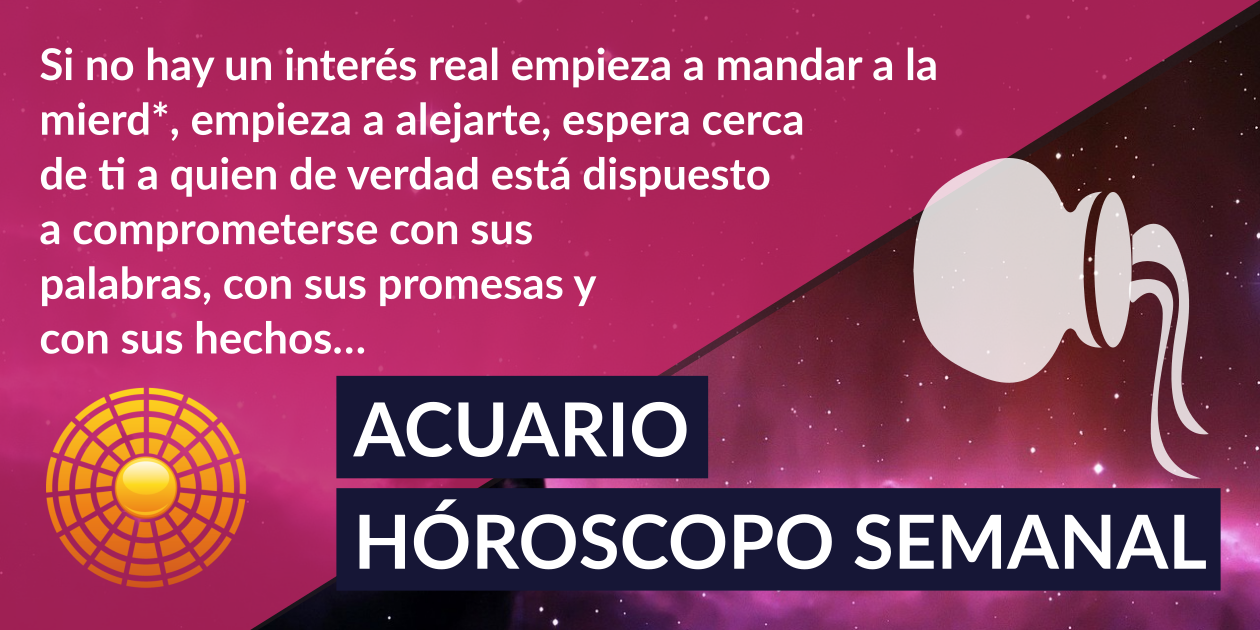 Si no hay un interés real empieza a mandar a la
mierd*, empieza a alejarte, espera cerca
de ti a quien de verdad está dispuesto
a comprometerse con sus
palabras, con sus promesas y
con sus hechos...
ACUARIO
HÓROSCOPO SEMANAL